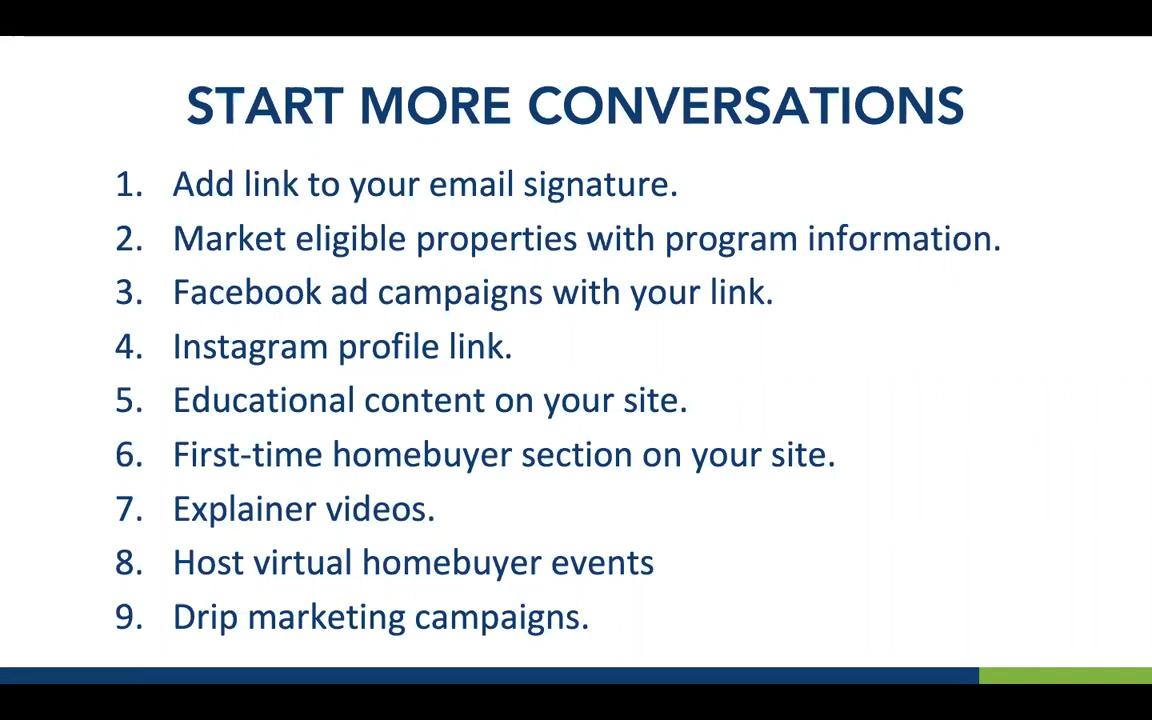 START MORE CONVERSATIONS
1. Add link to your email signature.
2. Market eligible properties with program information.
3. Facebook ad campaigns with your link.
4. Instagram profile link.
5. Educational content on your site.
6. First-time homebuyer section on your site.
7. Explainer videos.
8. Host virtual homebuyer events
9. Drip marketing campaigns.